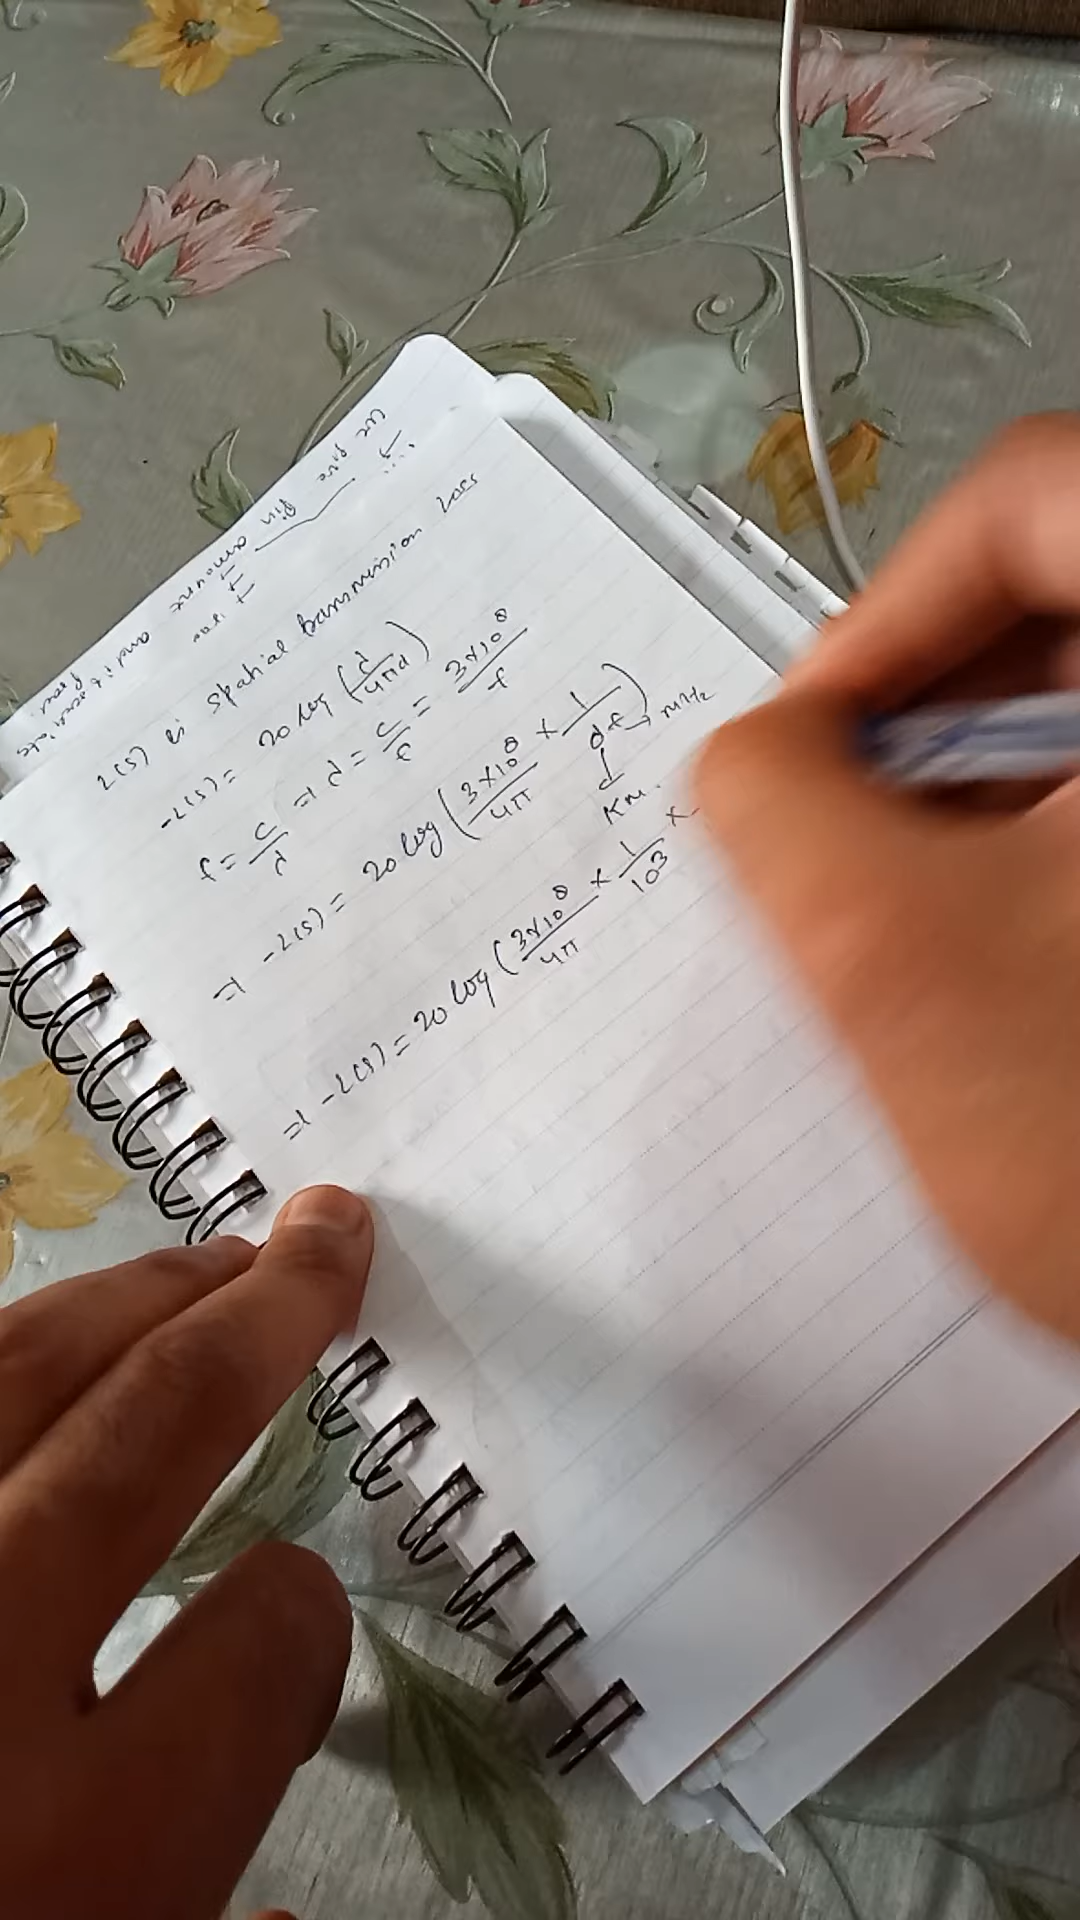 L(s) is spatial transmission loss
-L(s) = 20 log (λ/4πd)
f = c/λ => λ = c/f = 3×10⁸/f
=> -L(s) = 20 log (3×10⁸/4π × 1/df) → MHz
↓
Km.
=> -L(s) = 20 log (3×10⁸/4π × 1/10³ ×